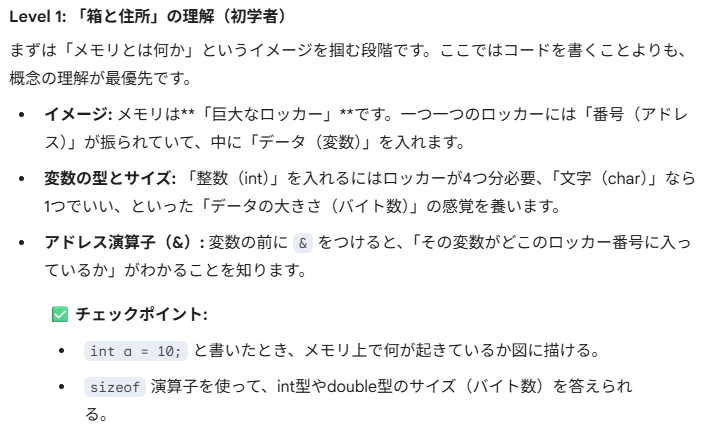 Level 1: 「箱と住所」の理解（初学者）
まずは「メモリとは何か」というイメージを掴む段階です。ここではコードを書くことよりも、
概念の理解が最優先です。
• イメージ: メモリは**「巨大なロッカー」**です。一つ一つのロッカーには「番号（アドレ
ス）」が振られていて、中に「データ（変数）」を入れます。
• 変数の型とサイズ: 「整数（int）」を入れるにはロッカーが4つ分必要、「文字（char）」なら
1つでいい、といった「データの大きさ（バイト数）」の感覚を養います。
• アドレス演算子（&）: 変数の前に & をつけると、「その変数がどこのロッカー番号に入っ
ているか」がわかることを知ります。
✅ チェックポイント:
• int a = 10; と書いたとき、メモリ上で何が起きているか図に描ける。
• sizeof 演算子を使って、int型やdouble型のサイズ（バイト数）を答えられ
る。